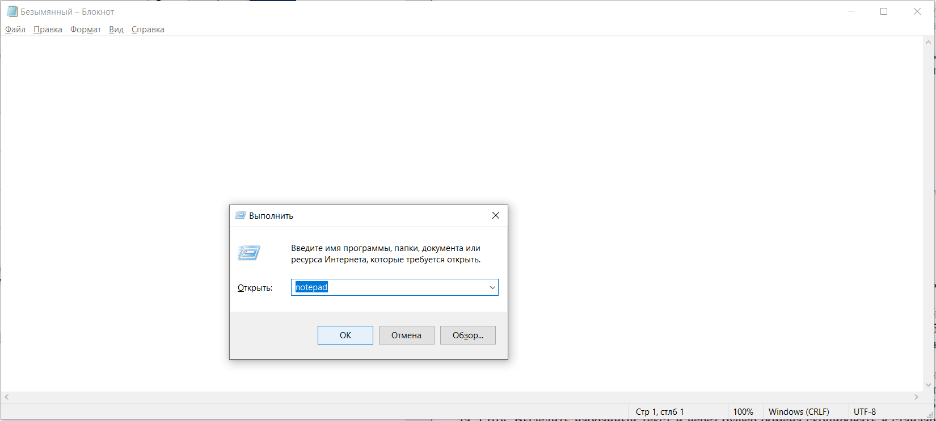 Безымянный – Блокнот
Файл Правка Формат Вид Справка
Выполнить
Введите имя программы, папки, документа или
ресурса Интернета, которые требуется открыть.
Открыть: notepad
ОК Отмена Обзор...
Стр 1, стлб 1 100% Windows (CRLF) UTF-8